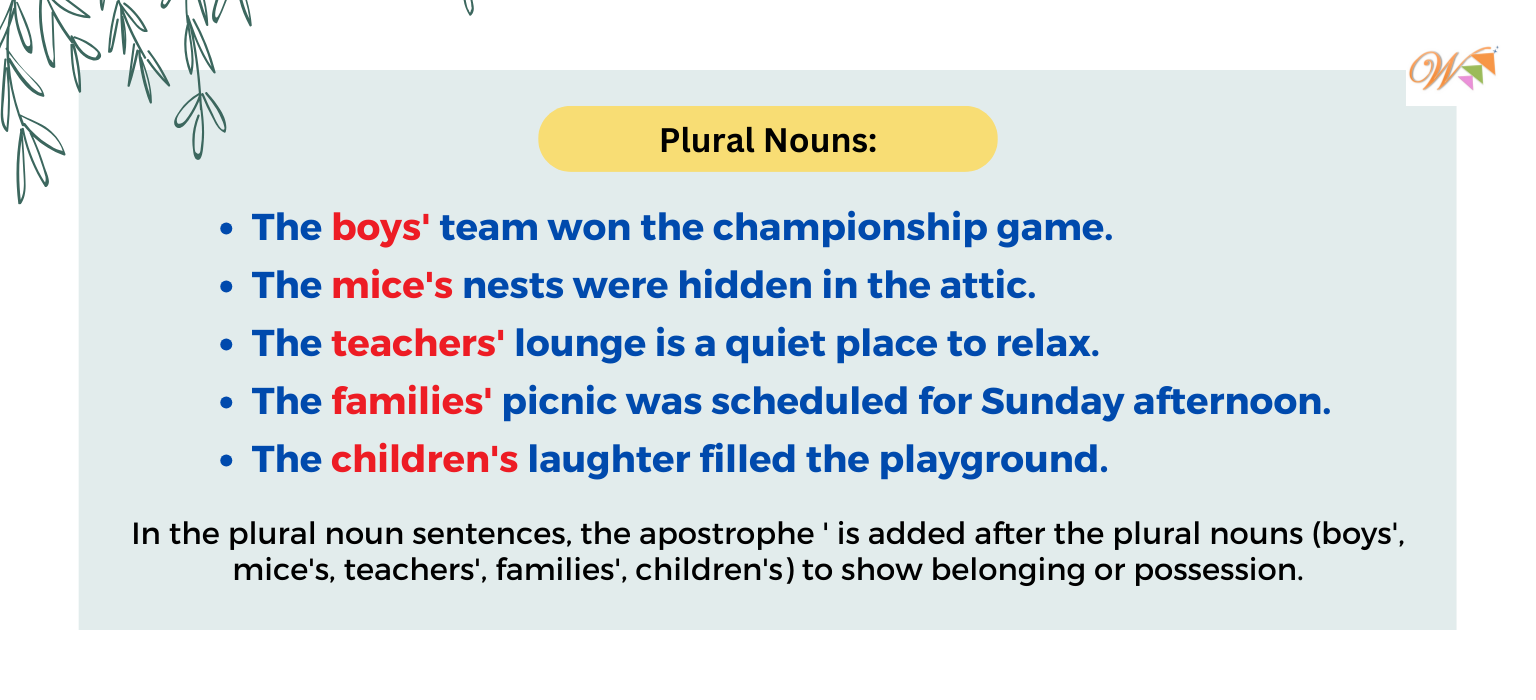 W
Plural Nouns:
• The boys' team won the championship game.
• The mice's nests were hidden in the attic.
• The teachers' lounge is a quiet place to relax.
• The families' picnic was scheduled for Sunday afternoon.
• The children's laughter filled the playground.
In the plural noun sentences, the apostrophe ' is added after the plural nouns (boys',
mice's, teachers', families', children's) to show belonging or possession.